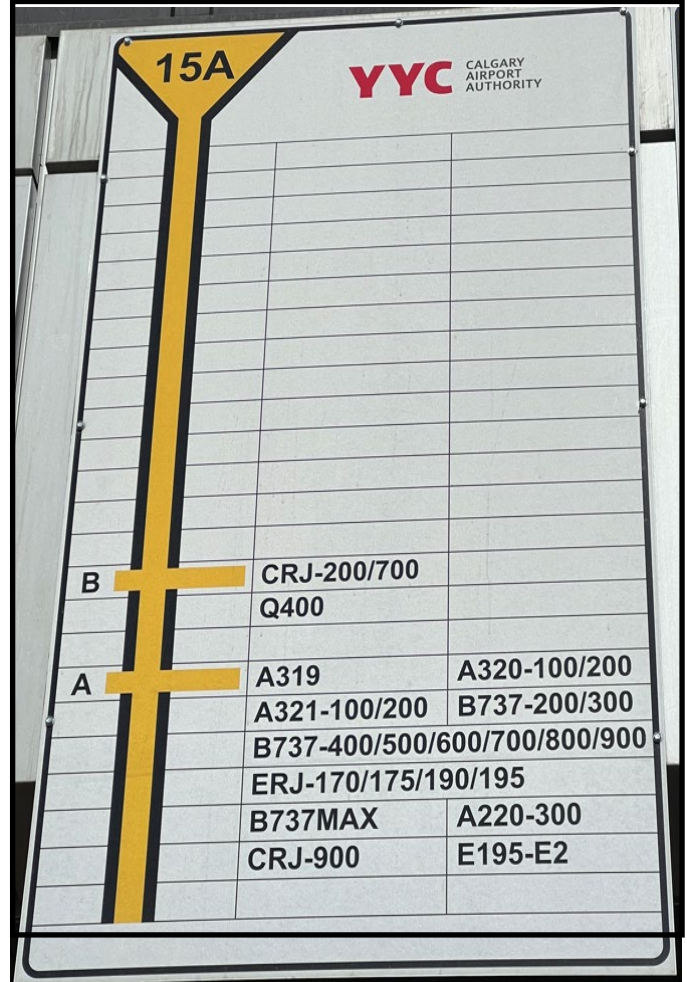 15A
YYC CALGARY
AIRPORT
AUTHORITY
B CRJ-200/700
Q400
A A319 A320-100/200
A321-100/200 B737-200/300
B737-400/500/600/700/800/900
ERJ-170/175/190/195
B737MAX A220-300
CRJ-900 E195-E2